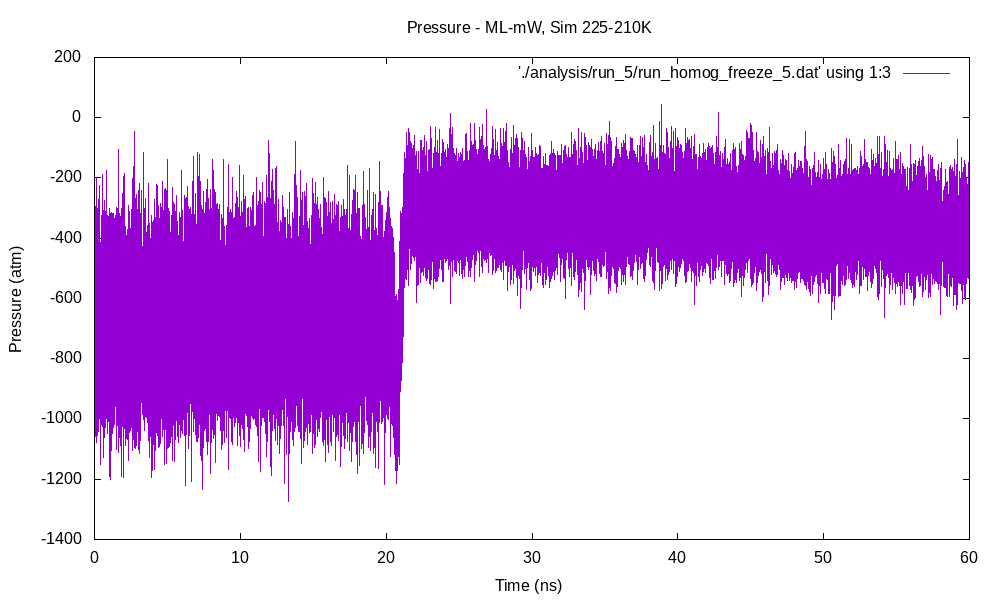 Pressure - ML-mW, Sim 225-210K
'./analysis/run_5/run_homog_freeze_5.dat' using 1:3
200
0
-200
-400
-600
-800
-1000
-1200
-1400
Pressure (atm)
0 10 20 30 40 50 60
Time (ns)